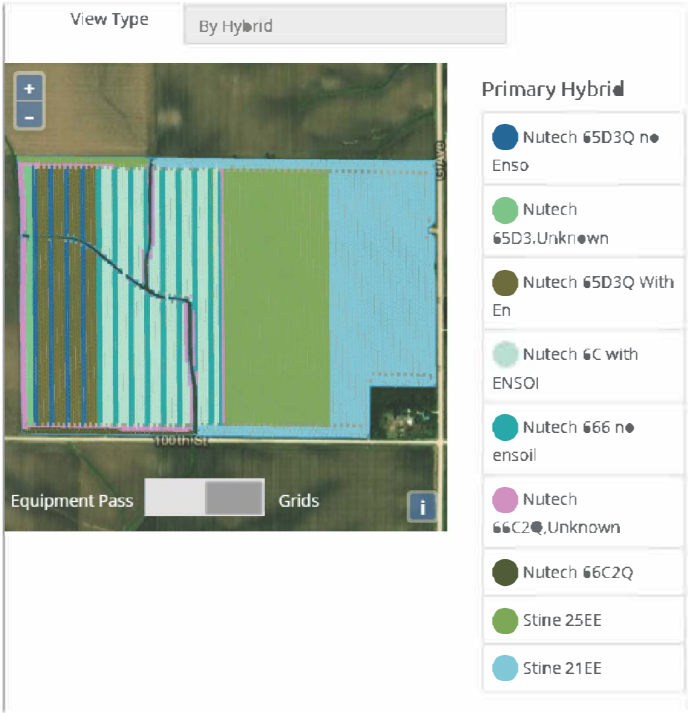 View Type
By Hybrid
+
−
Gl Ave
100th St
Equipment Pass
Grids
i
Primary Hybrid
Nutech 65D3Q no
Enso
Nutech
65D3,Unknown
Nutech 65D3Q With
En
Nutech 6C with
ENSOI
Nutech 666 no
ensoil
Nutech
66C2Q,Unknown
Nutech 66C2Q
Stine 25EE
Stine 21EE